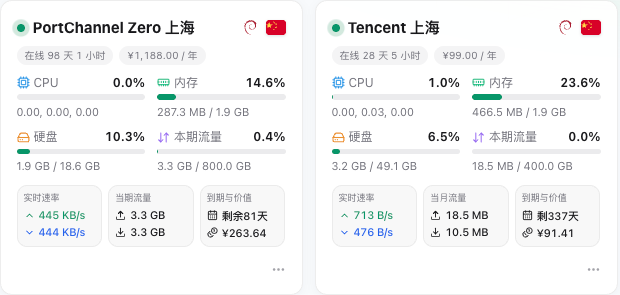 PortChannel Zero 上海
在线 98 天 1 小时 ¥1,188.00 / 年
CPU 0.0% 内存 14.6%
0.00, 0.00, 0.00 287.3 MB / 1.9 GB
硬盘 10.3% 本期流量 0.4%
1.9 GB / 18.6 GB 3.3 GB / 800.0 GB
实时速率 当期流量 到期与价值
445 KB/s 3.3 GB 剩余81天
444 KB/s 3.3 GB ¥263.64
Tencent 上海
在线 28 天 5 小时 ¥99.00 / 年
CPU 1.0% 内存 23.6%
0.00, 0.03, 0.00 466.5 MB / 1.9 GB
硬盘 6.5% 本期流量 0.0%
3.2 GB / 49.1 GB 18.5 MB / 400.0 GB
实时速率 当月流量 到期与价值
713 B/s 18.5 MB 剩337天
476 B/s 10.5 MB ¥91.41